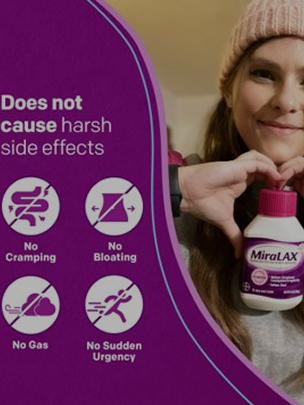 Does not
cause harsh
side effects
No
Cramping
No
Bloating
No Gas
No Sudden
Urgency
MiraLAX